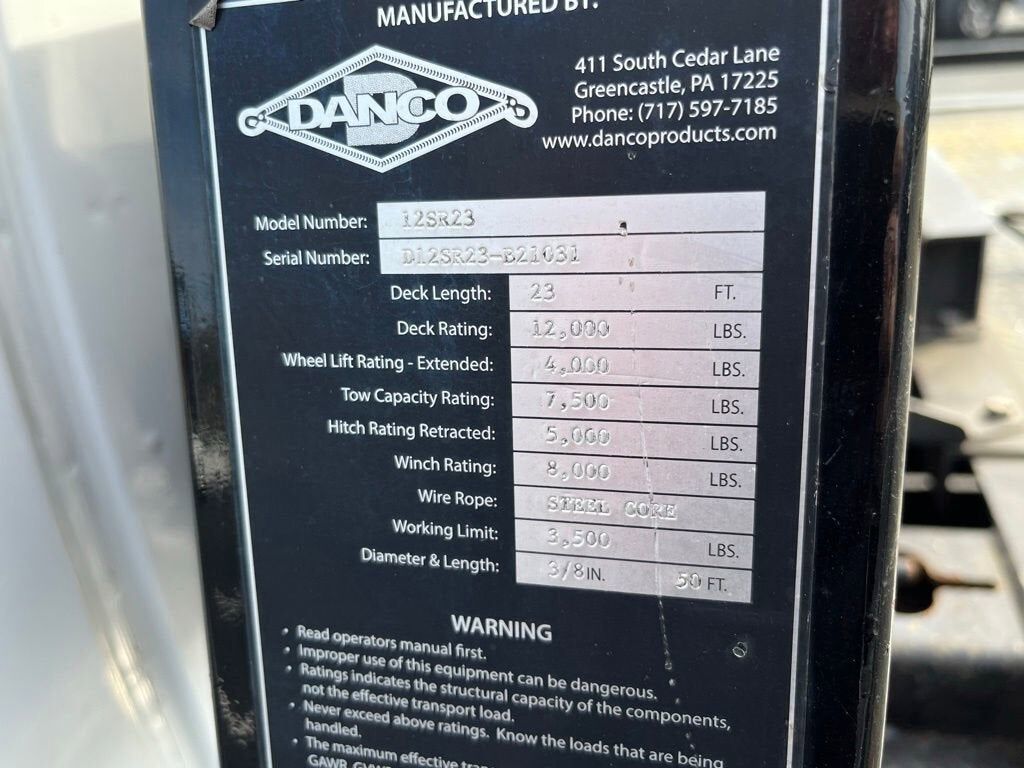 MANUFACTURED BY:
DANCO
411 South Cedar Lane
Greencastle, PA 17225
Phone: (717) 597-7185
www.dancoproducts.com
Model Number: 12SR23
Serial Number: D12SR23-B21031
Deck Length: 23 FT.
Deck Rating: 12,000 LBS.
Wheel Lift Rating - Extended: 4,000 LBS.
Tow Capacity Rating: 7,500 LBS.
Hitch Rating Retracted: 5,000 LBS.
Winch Rating: 8,000 LBS.
Wire Rope: STEEL CORE
Working Limit: 3,500 LBS.
Diameter & Length: 3/8 IN. 50 FT.
WARNING
• Read operators manual first.
• Improper use of this equipment can be dangerous.
• Ratings indicates the structural capacity of the components,
not the effective transport load.
• Never exceed above ratings. Know the loads that are being
handled.
• The maximum effective
GAWR,